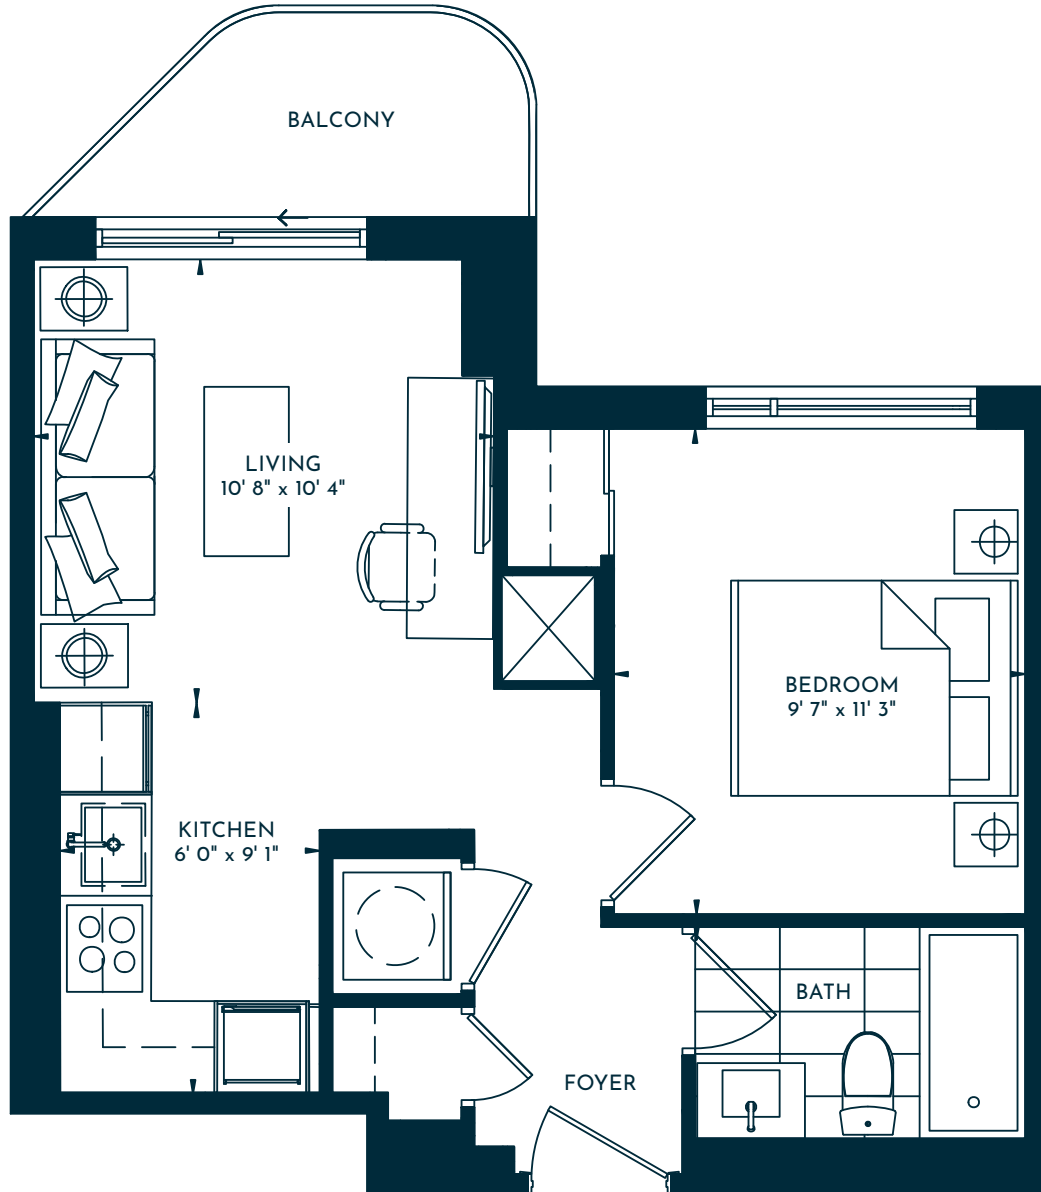 BALCONY
LIVING
10' 8" x 10' 4"
BEDROOM
9' 7" x 11' 3"
KITCHEN
6' 0" x 9' 1"
BATH
FOYER